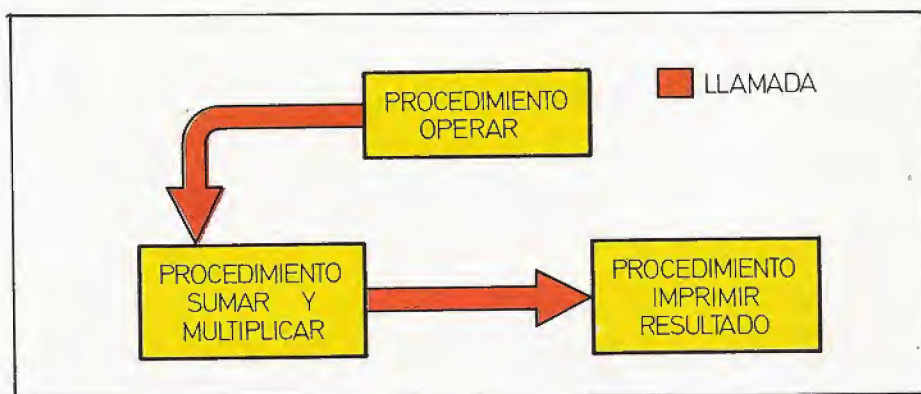 PROCEDIMIENTO
OPERAR
LLAMADA
PROCEDIMIENTO
SUMAR Y
MULTIPLICAR
PROCEDIMIENTO
IMPRIMIR
RESULTADO